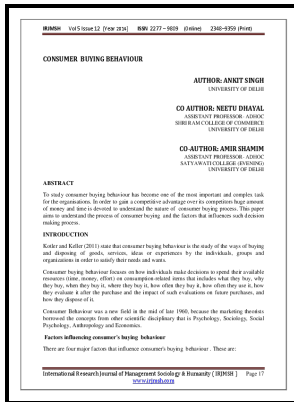 IRJMSH Vol 5 Issue 12 [Year 2014] ISSN 2277 – 9809 (Online) 2348–9359 (Print)
CONSUMER BUYING BEHAVIOUR
AUTHOR: ANKIT SINGH
UNIVERSITY OF DELHI
CO AUTHOR: NEETU DHAYAL
ASSISTANT PROFESSOR- ADHOC
SHRI RAM COLLEGE OF COMMERCE
UNIVERSITY OF DELHI
CO-AUTHOR: AMIR SHAMIM
ASSISTANT PROFESSOR- ADHOC
SATYAWATI COLLEGE (EVENING)
UNIVERSITY OF DELHI
ABSTRACT
To study consumer buying behaviour has become one of the most important and complex task
for the organisations. In order to gain a competitive advantage over its competitors huge amount
of money and time is devoted to understand the nature of consumer buying process. This paper
aims to understand the process of consumer buying and the factors that influences such decision
making process.
INTRODUCTION
Kotler and Keller (2011) state that consumer buying behaviour is the study of the ways of buying
and disposing of goods, services, ideas or experiences by the individuals, groups and
organizations in order to satisfy their needs and wants.
Consumer buying behaviour focuses on how individuals make decisions to spend their available
resources (time, money, effort) on consumption-related items that includes what they buy, why
they buy, when they buy it, where they buy it, how often they buy it, how often they use it, how
they evaluate it after the purchase and the impact of such evaluations on future purchases, and
how they dispose of it.
Consumer Behaviour was a new field in the mid of late 1960, because the marketing theorists
borrowed the concepts from other scientific disciplinary that is Psychology, Sociology, Social
Psychology, Anthropology and Economics.
Factors influencing consumer's buying behaviour
There are four major factors that influence consumer's buying behaviour . These are:
International Research Journal of Management Sociology & Humanity ( IRJMSH ) Page 17
www.irjmsh.com